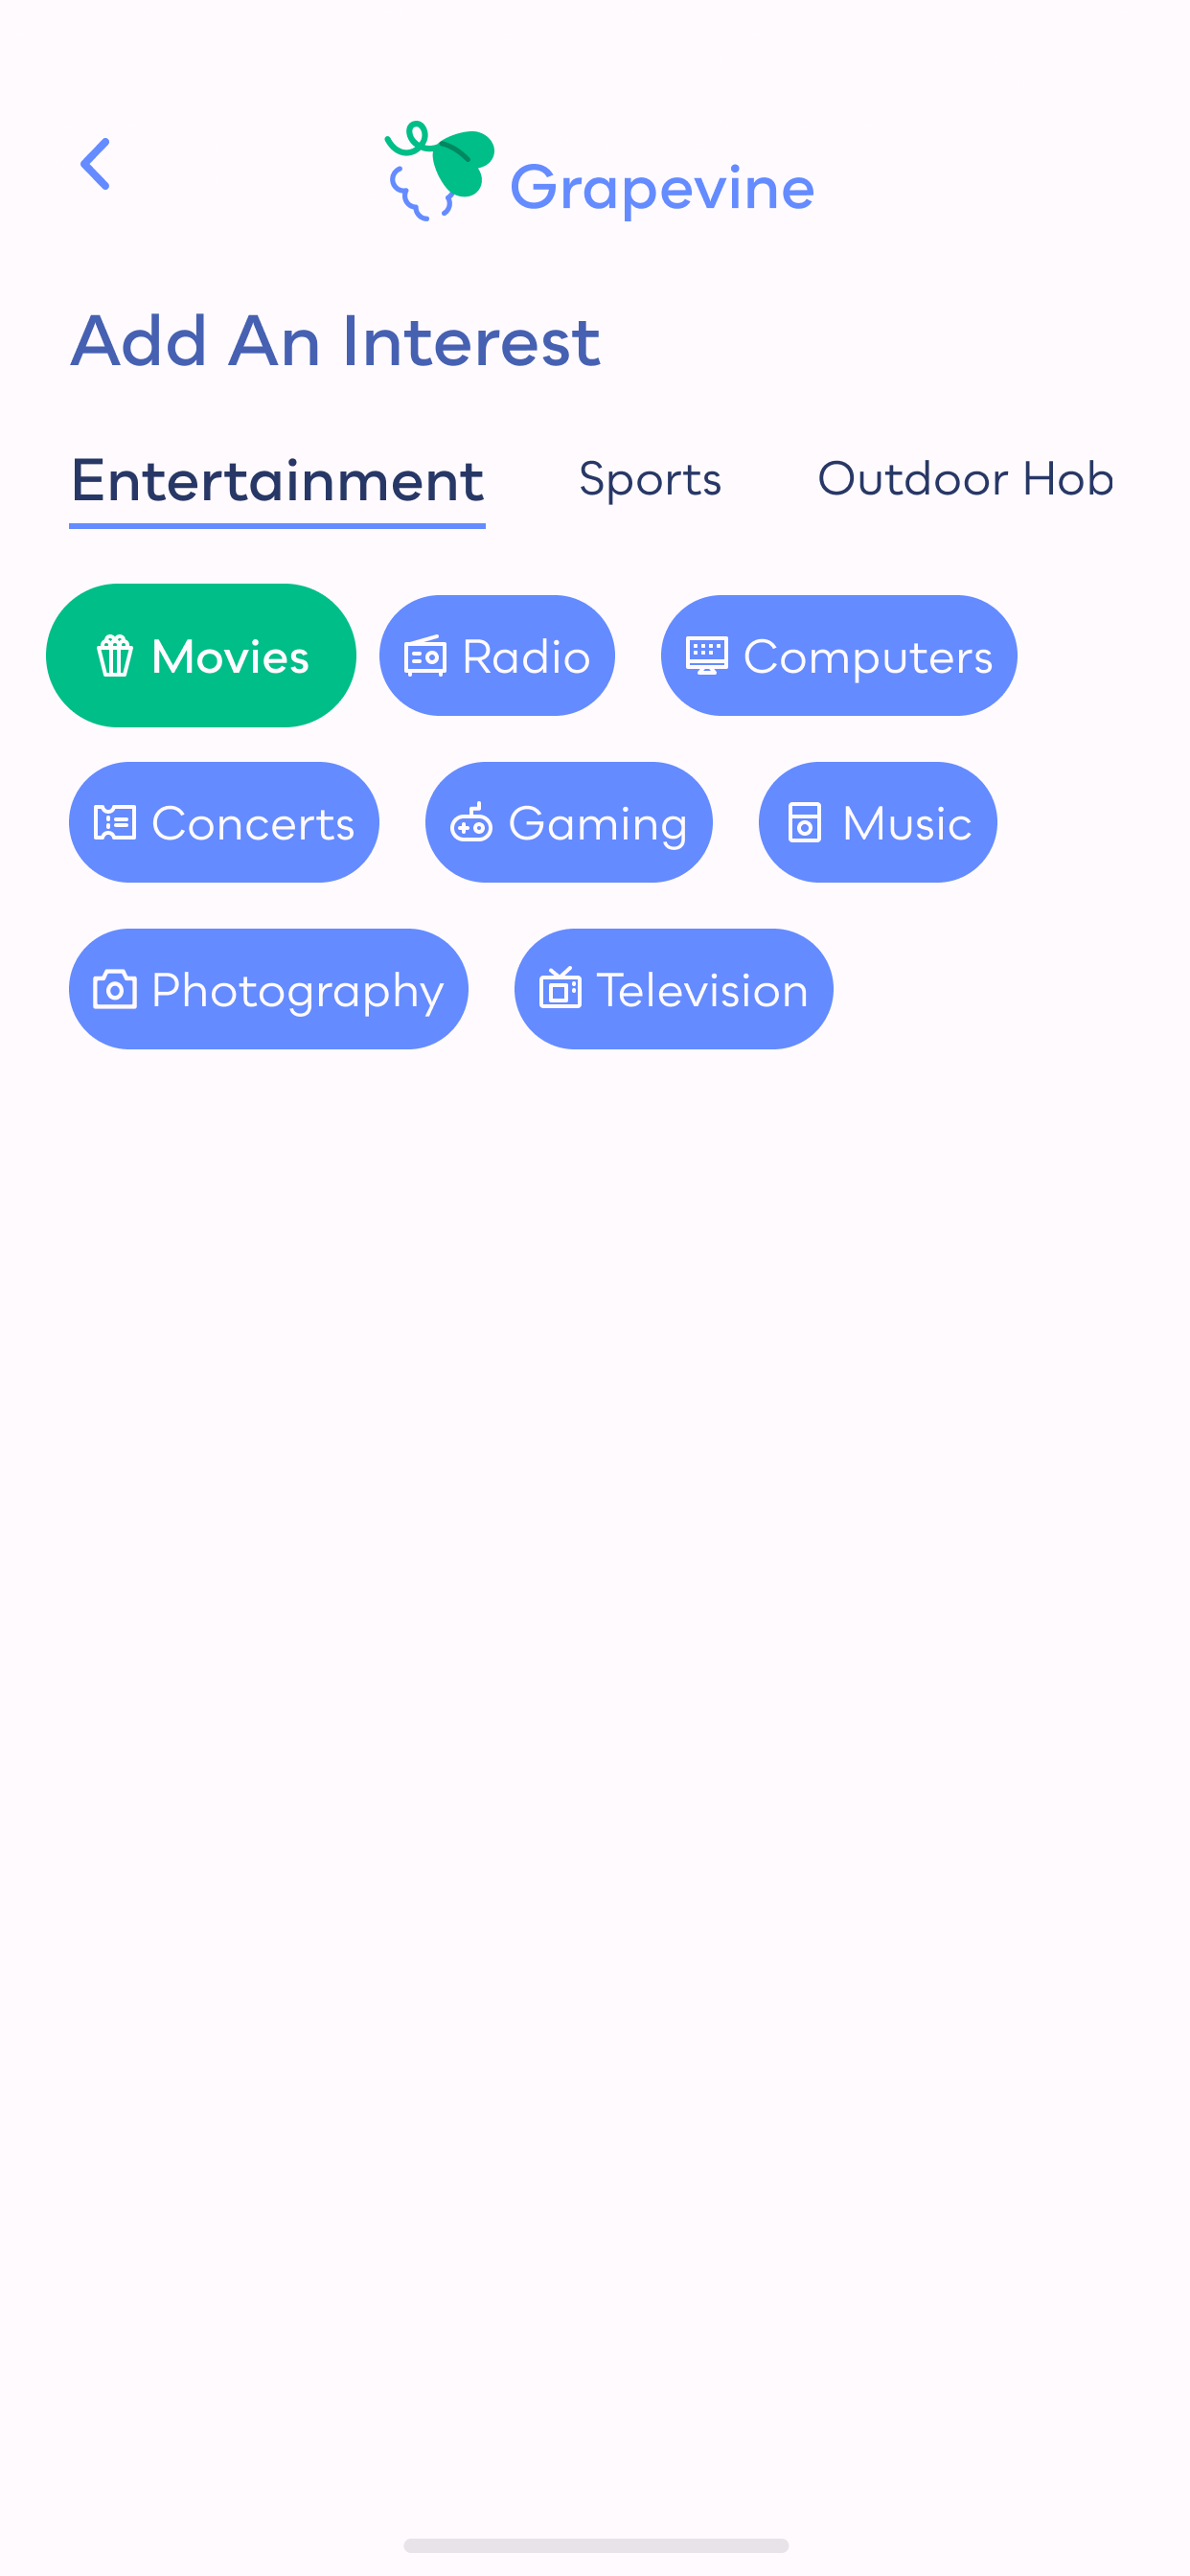 Grapevine
Add An Interest
Entertainment Sports Outdoor Hob
Movies Radio Computers
Concerts Gaming Music
Photography Television